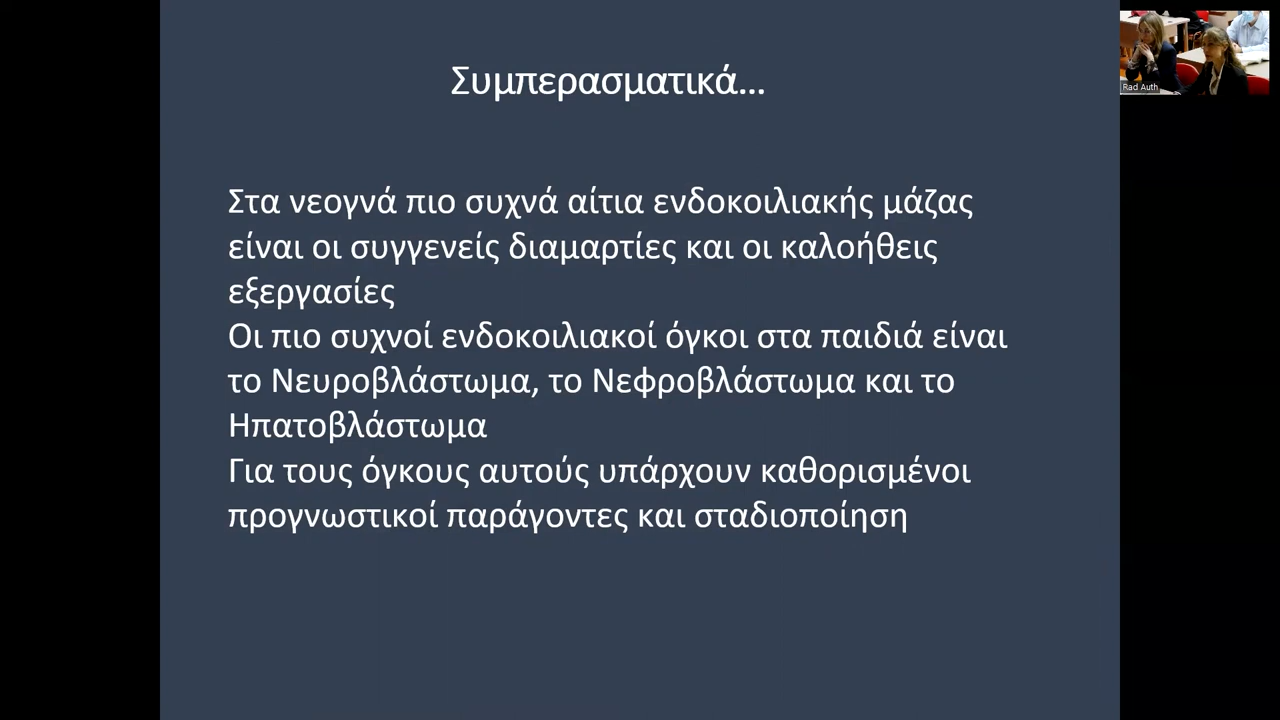 Συμπερασματικά...
Στα νεογνά πιο συχνά αίτια ενδοκοιλιακής μάζας
είναι οι συγγενείς διαμαρτίες και οι καλοήθεις
εξεργασίες
Οι πιο συχνοί ενδοκοιλιακοί όγκοι στα παιδιά είναι
το Νευροβλάστωμα, το Νεφροβλάστωμα και το
Ηπατοβλάστωμα
Για τους όγκους αυτούς υπάρχουν καθορισμένοι
προγνωστικοί παράγοντες και σταδιοποίηση
Rad Auth